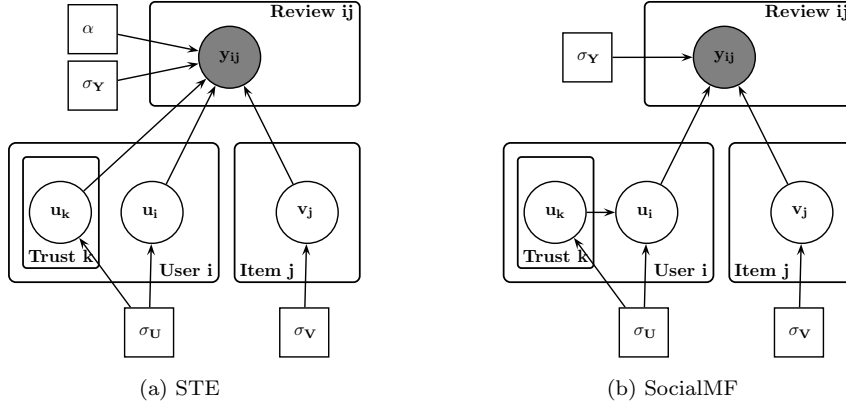 Review ij
α
y_ij
σ_Y
u_k
u_i
v_j
Trust k
User i
Item j
σ_U
σ_V
(a) STE
Review ij
y_ij
σ_Y
u_k
u_i
v_j
Trust k
User i
Item j
σ_U
σ_V
(b) SocialMF